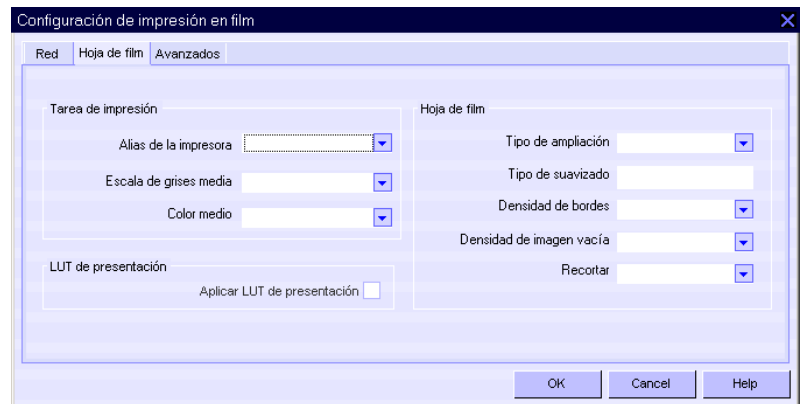 Configuración de impresión en film
Red
Hoja de film
Avanzados
Tarea de impresión
Alias de la impresora
Escala de grises media
Color medio
LUT de presentación
Aplicar LUT de presentación
Hoja de film
Tipo de ampliación
Tipo de suavizado
Densidad de bordes
Densidad de imagen vacía
Recortar
OK
Cancel
Help